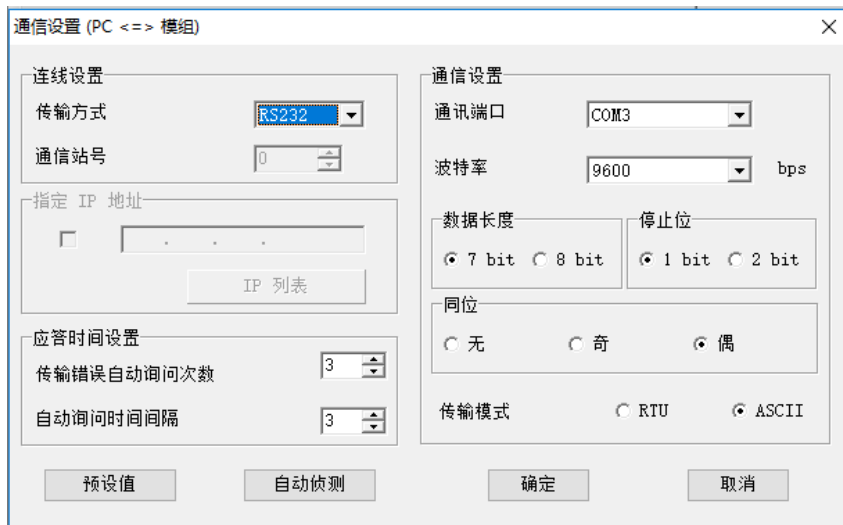 通信设置 (PC <=> 模组)
连线设置
传输方式
RS232
通信站号
0
指定 IP 地址
. . .
IP 列表
应答时间设置
传输错误自动询问次数
3
自动询问时间间隔
3
通信设置
通讯端口
COM3
波特率
9600
bps
数据长度
7 bit
8 bit
停止位
1 bit
2 bit
同位
无
奇
偶
传输模式
RTU
ASCII
预设值
自动侦测
确定
取消